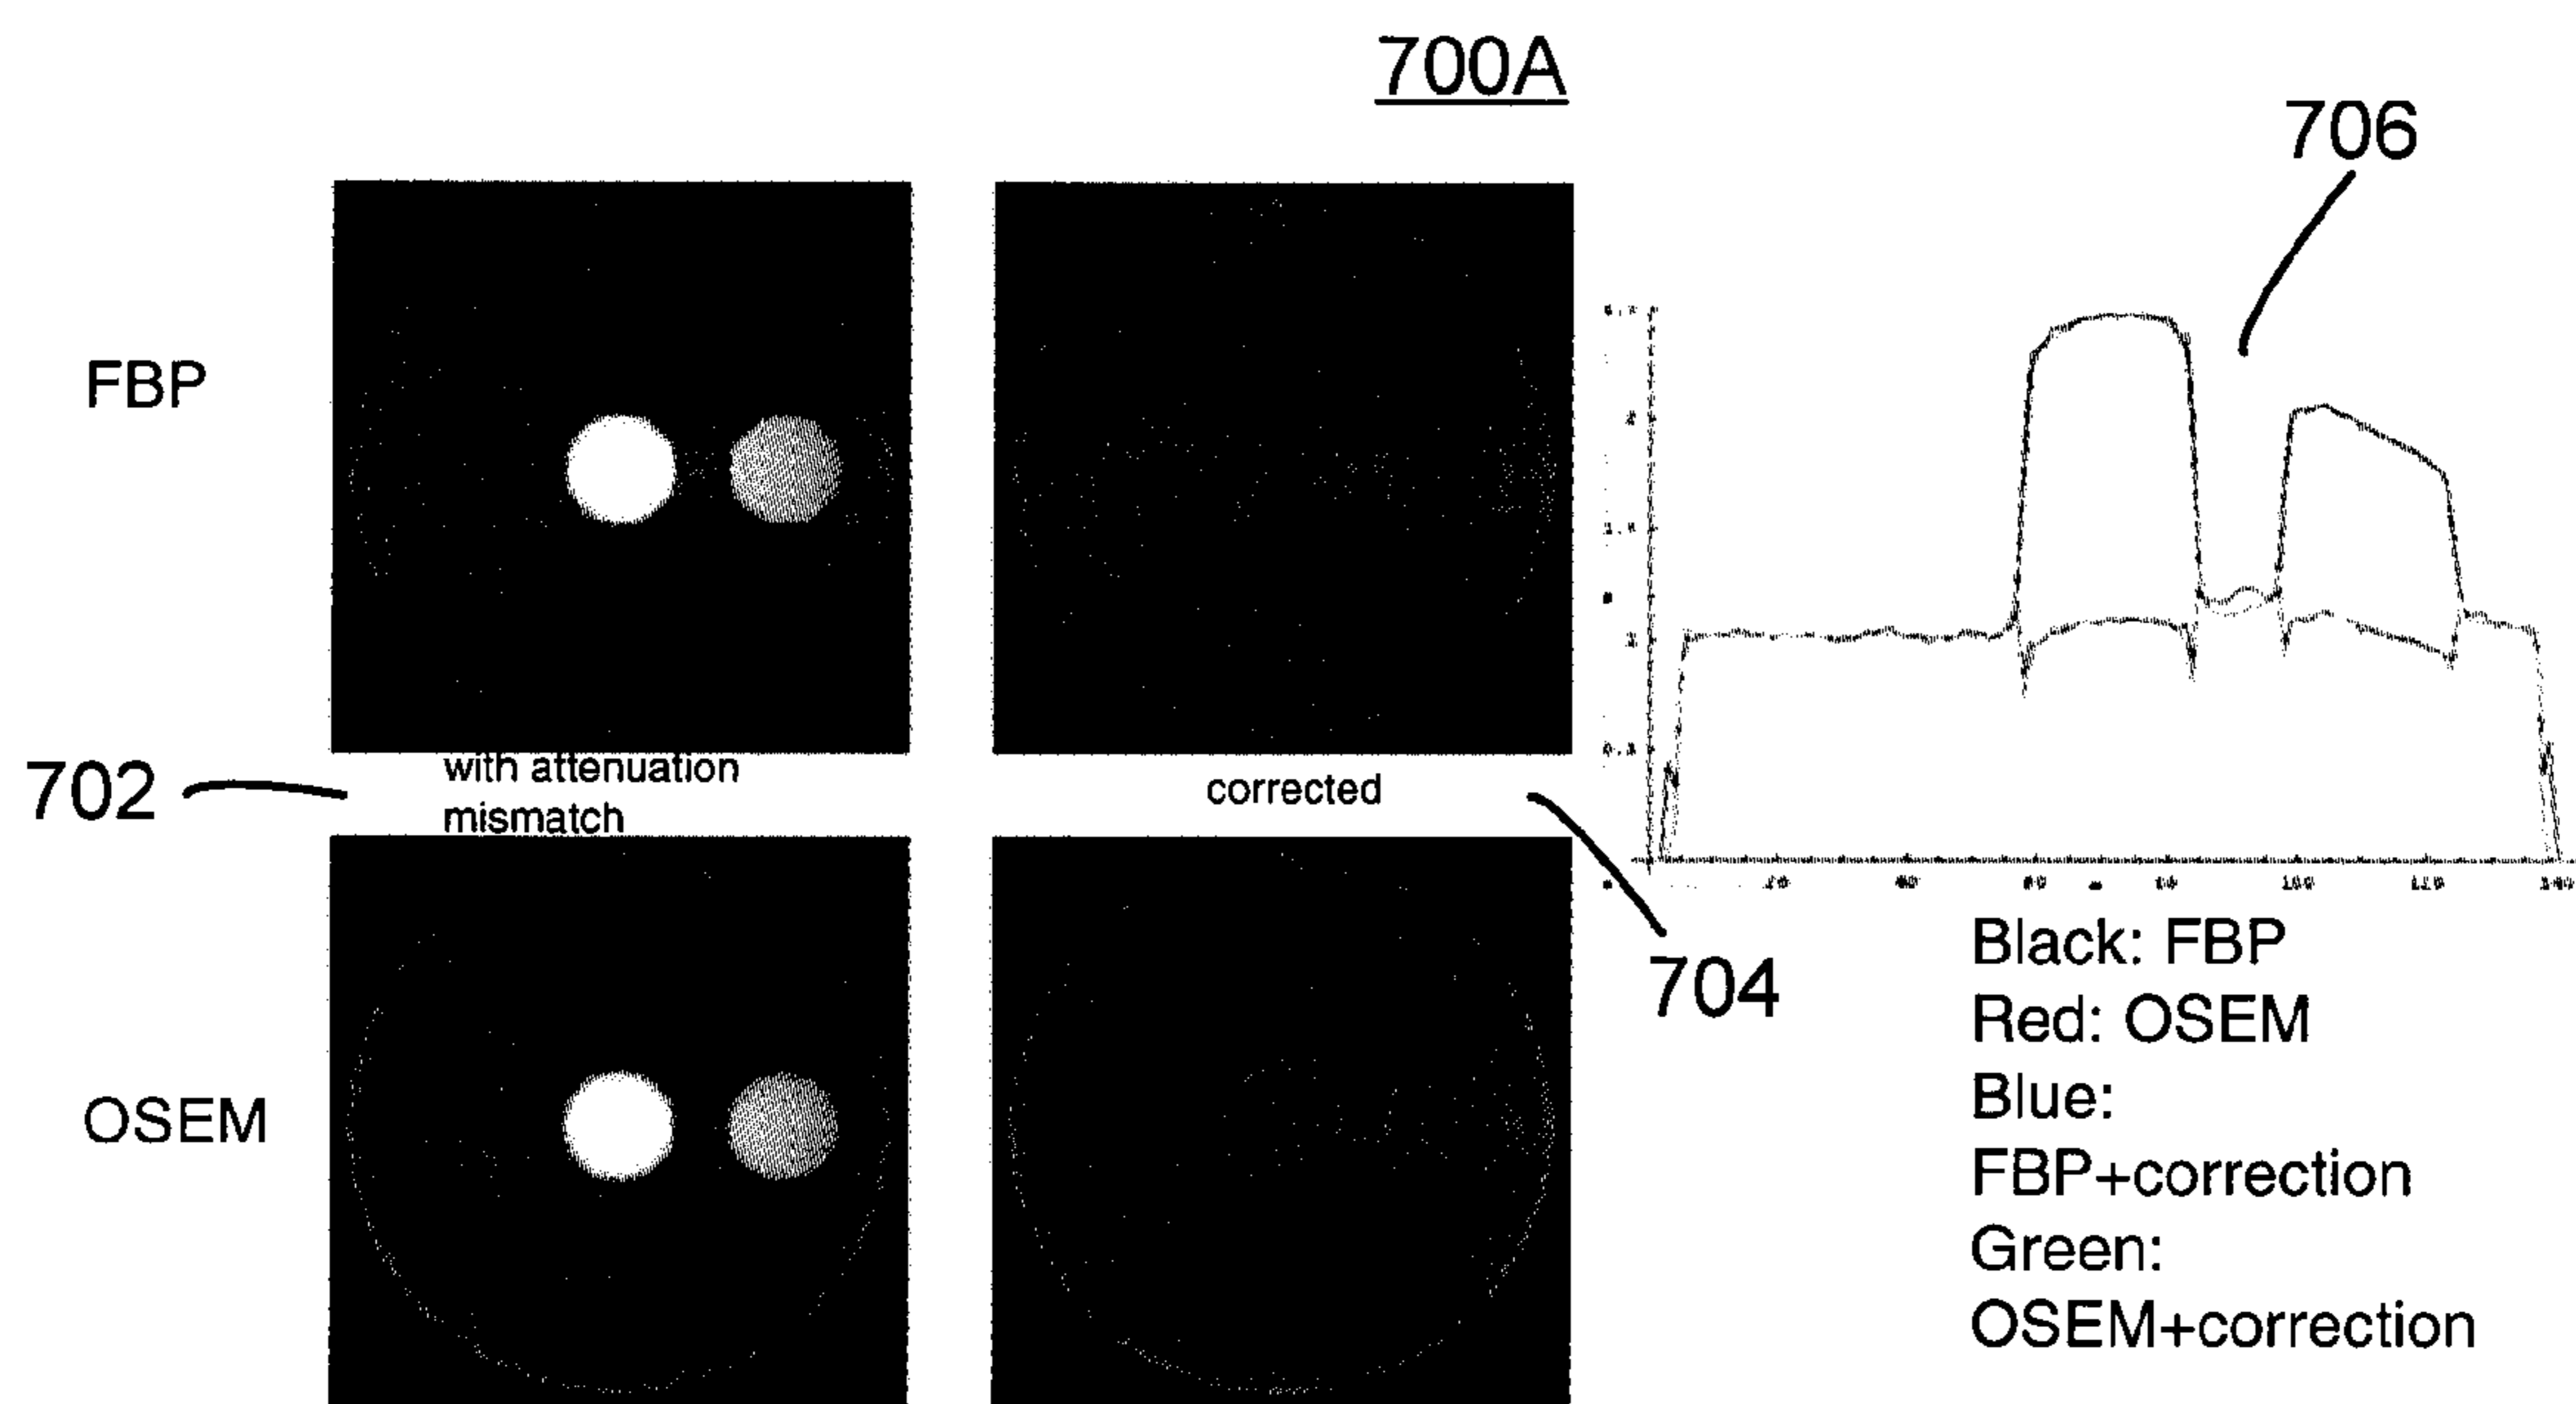 700A
706
FBP
702
with attenuation
mismatch
corrected
704
OSEM
Black: FBP
Red: OSEM
Blue:
FBP+correction
Green:
OSEM+correction